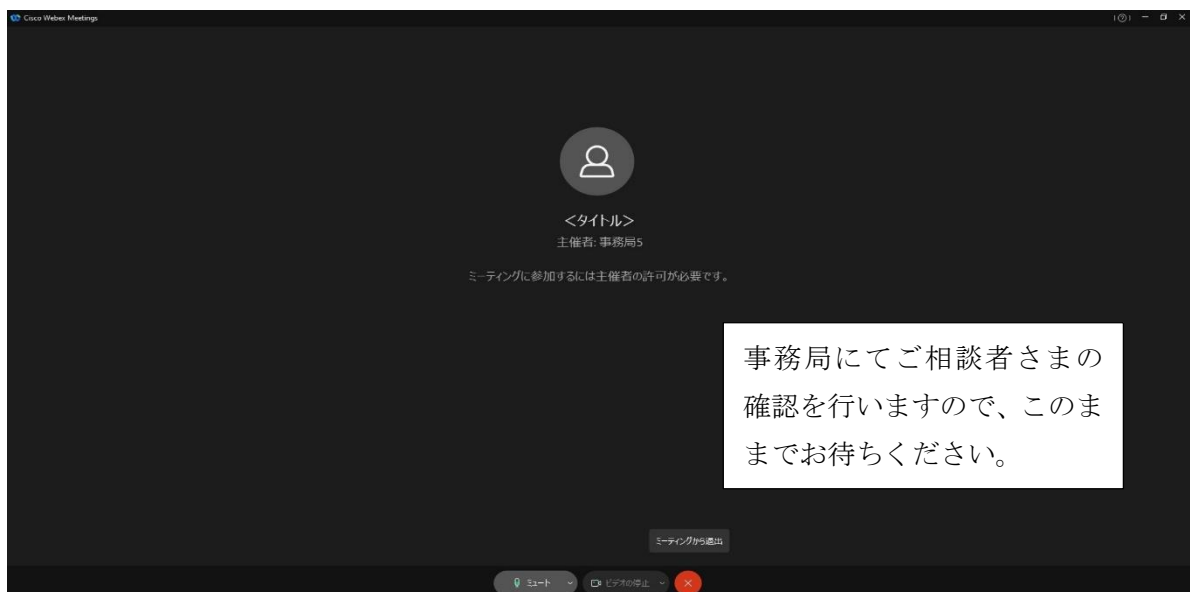 Cisco Webex Meetings
<タイトル>
主催者: 事務局5
ミーティングに参加するには主催者の許可が必要です。
事務局にてご相談者さまの
確認を行いますので、このま
までお待ちください。
ミーティングから退出
ミュート ビデオの停止